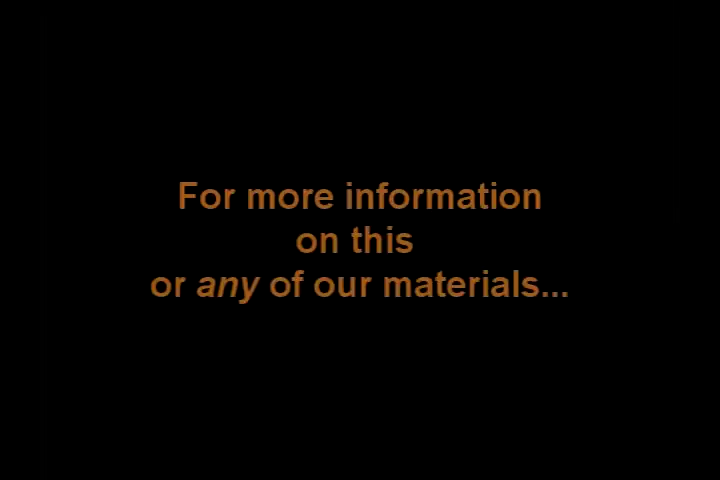 For more information
on this
or any of our materials...